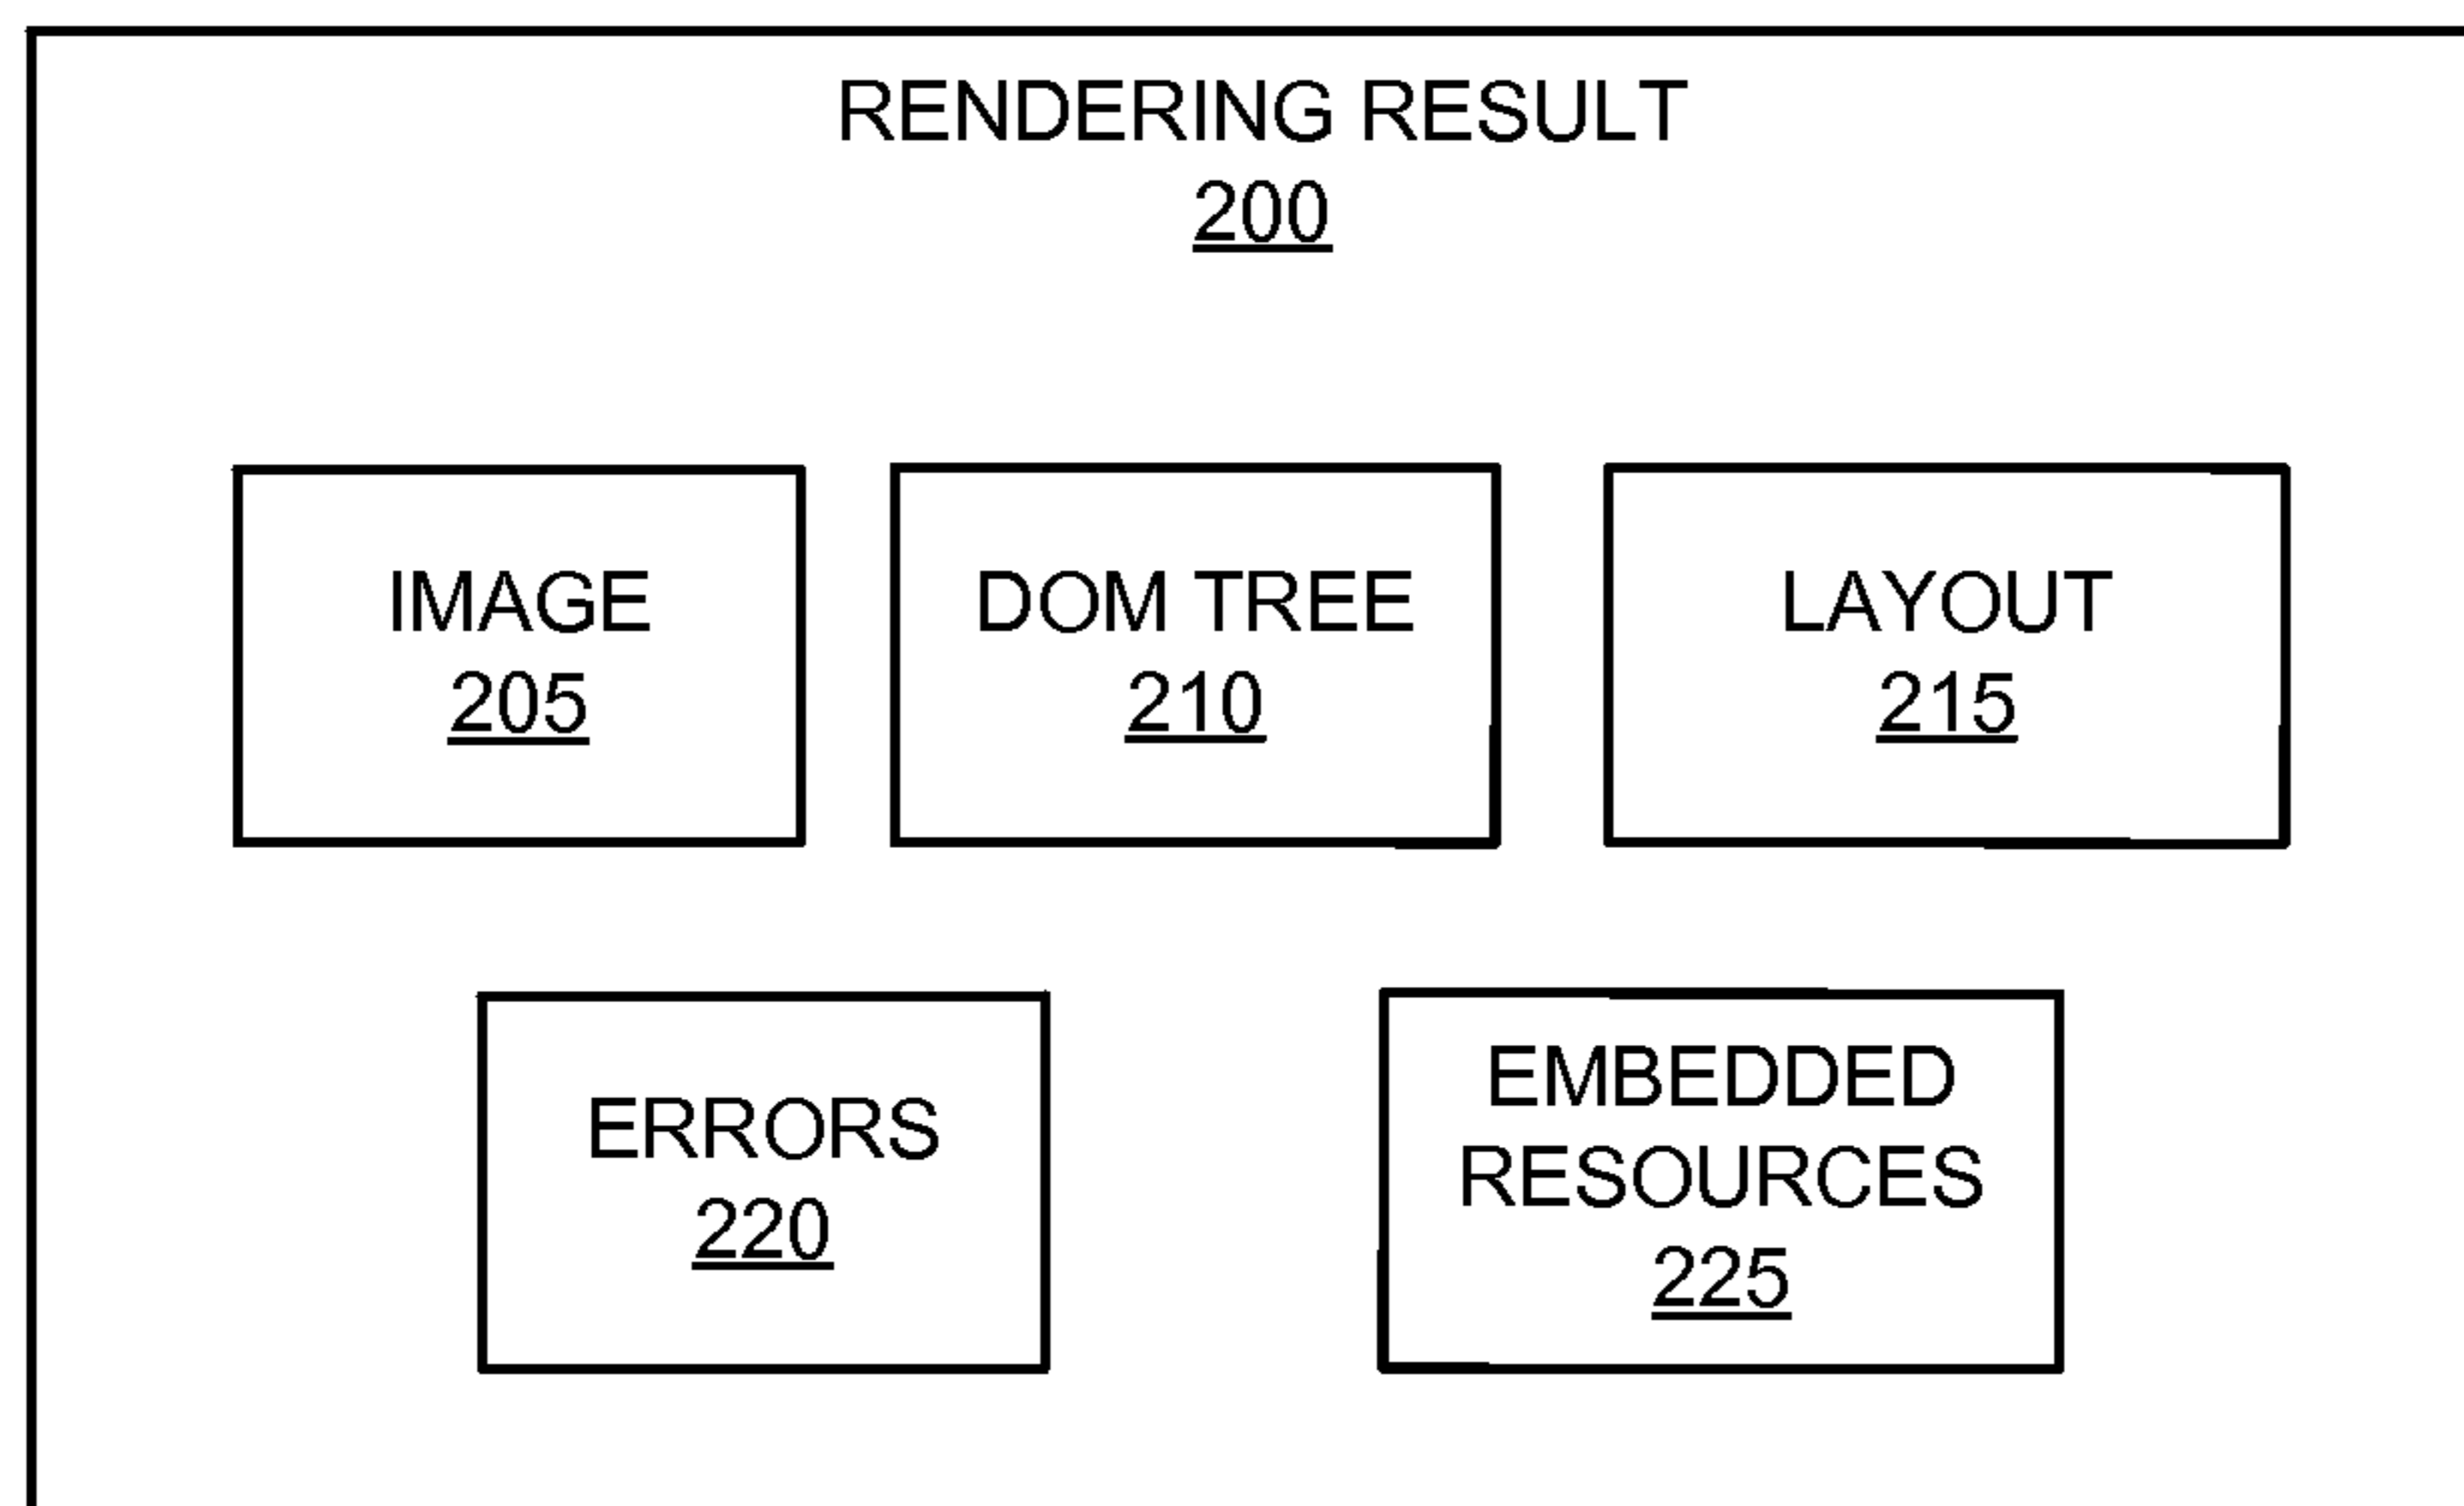 RENDERING RESULT
200
IMAGE
205
DOM TREE
210
LAYOUT
215
ERRORS
220
EMBEDDED
RESOURCES
225